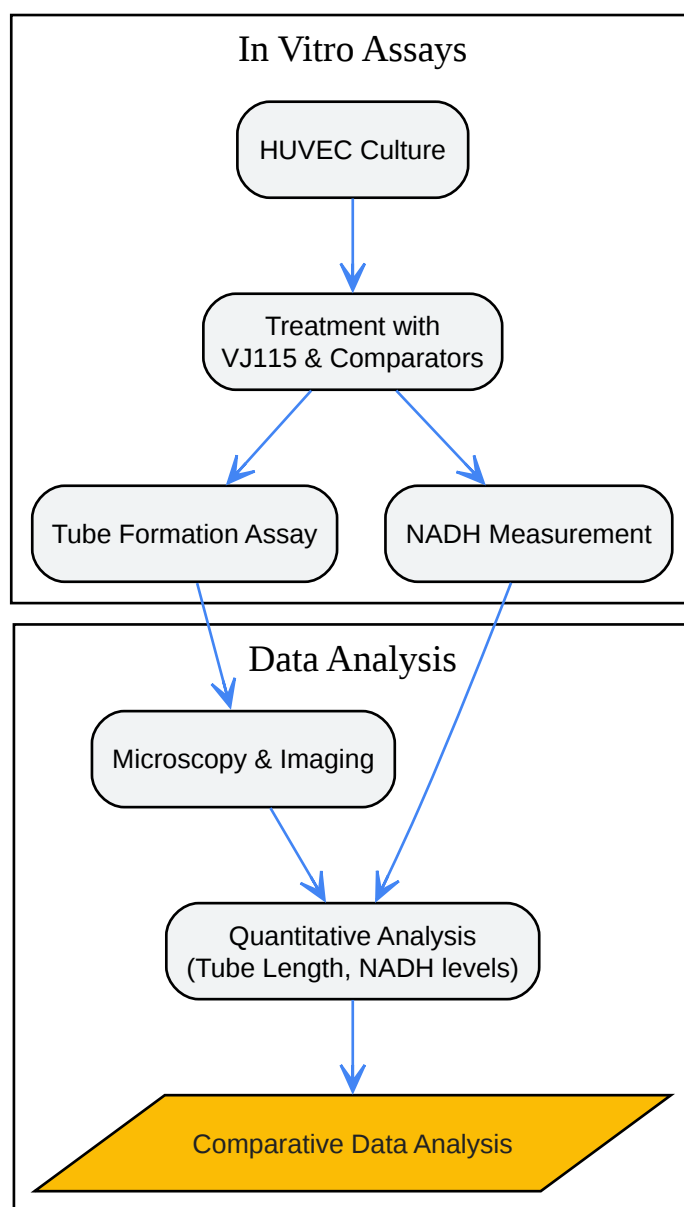 In Vitro Assays
HUVEC Culture
Treatment with
VJ115 & Comparators
Tube Formation Assay
NADH Measurement
Data Analysis
Microscopy & Imaging
Quantitative Analysis
(Tube Length, NADH levels)
Comparative Data Analysis